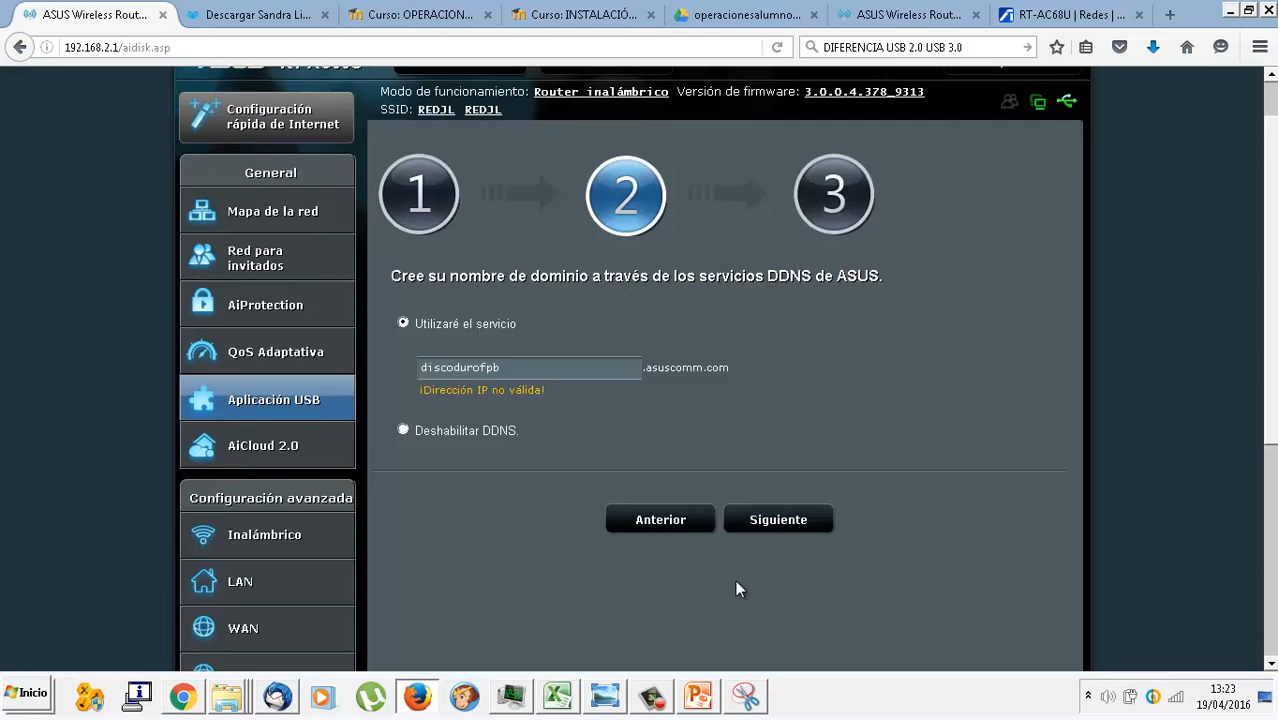 ASUS Wireless Rout...
Descargar Sandra Li...
Curso: OPERACION...
Curso: INSTALACIÓ...
operacionesalumno...
ASUS Wireless Rout...
RT-AC68U | Redes | ...
192.168.2.1/aidisk.asp
DIFERENCIA USB 2.0 USB 3.0
Modo de funcionamiento: Router inalámbrico Versión de firmware: 3.0.0.4.378_9313
SSID: REDJL REDJL
Configuración
rápida de Internet
General
Mapa de la red
Red para
invitados
AiProtection
QoS Adaptativa
Aplicación USB
AiCloud 2.0
Configuración avanzada
Inalámbrico
LAN
WAN
1
2
3
Cree su nombre de dominio a través de los servicios DDNS de ASUS.
Utilizaré el servicio
discodurofpb .asuscomm.com
¡Dirección IP no válida!
Deshabilitar DDNS.
Anterior
Siguiente
Inicio
13:23
19/04/2016